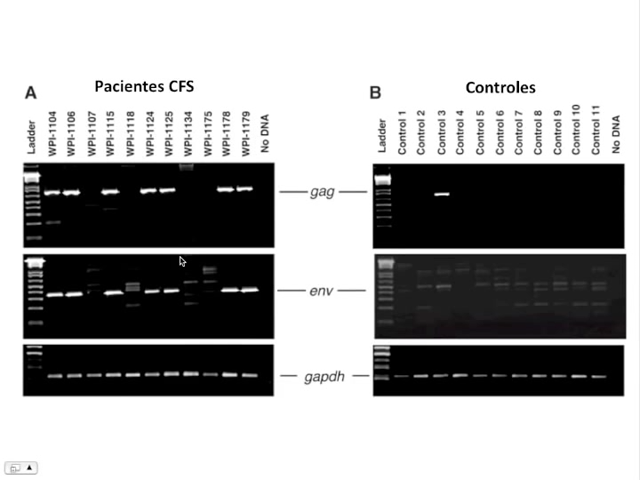 A
Pacientes CFS
Ladder
WPI-1104
WPI-1106
WPI-1107
WPI-1115
WPI-1118
WPI-1124
WPI-1125
WPI-1134
WPI-1175
WPI-1178
WPI-1179
No DNA
B
Controles
Ladder
Control 1
Control 2
Control 3
Control 4
Control 5
Control 6
Control 7
Control 8
Control 9
Control 10
Control 11
No DNA
gag
env
gapdh